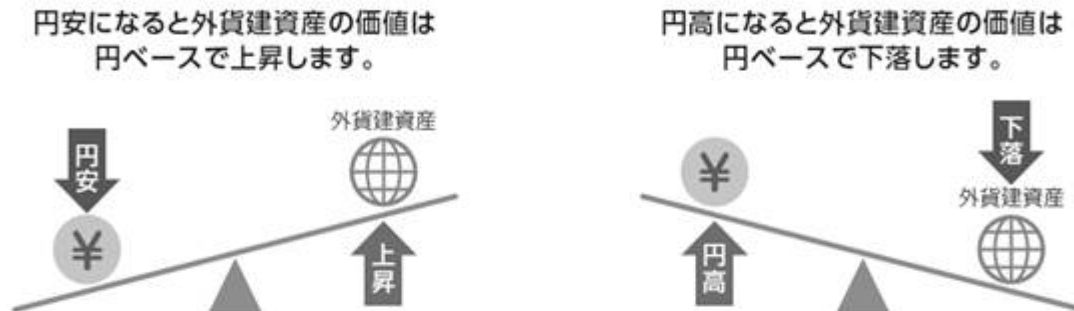 円安になると外貨建資産の価値は
円ベースで上昇します。
円安
¥
外貨建資産
上昇
円高になると外貨建資産の価値は
円ベースで下落します。
¥
円高
下落
外貨建資産